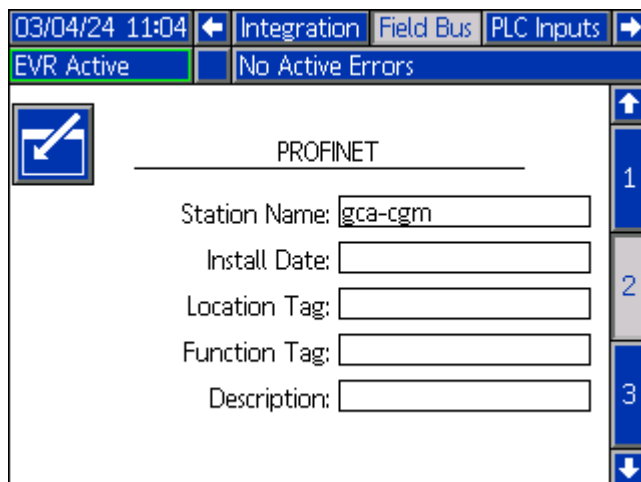 03/04/24 11:04 Integration Field Bus PLC Inputs
EVR Active No Active Errors
PROFINET
1
Station Name: gca-cgm
Install Date:
2
Location Tag:
Function Tag:
3
Description: